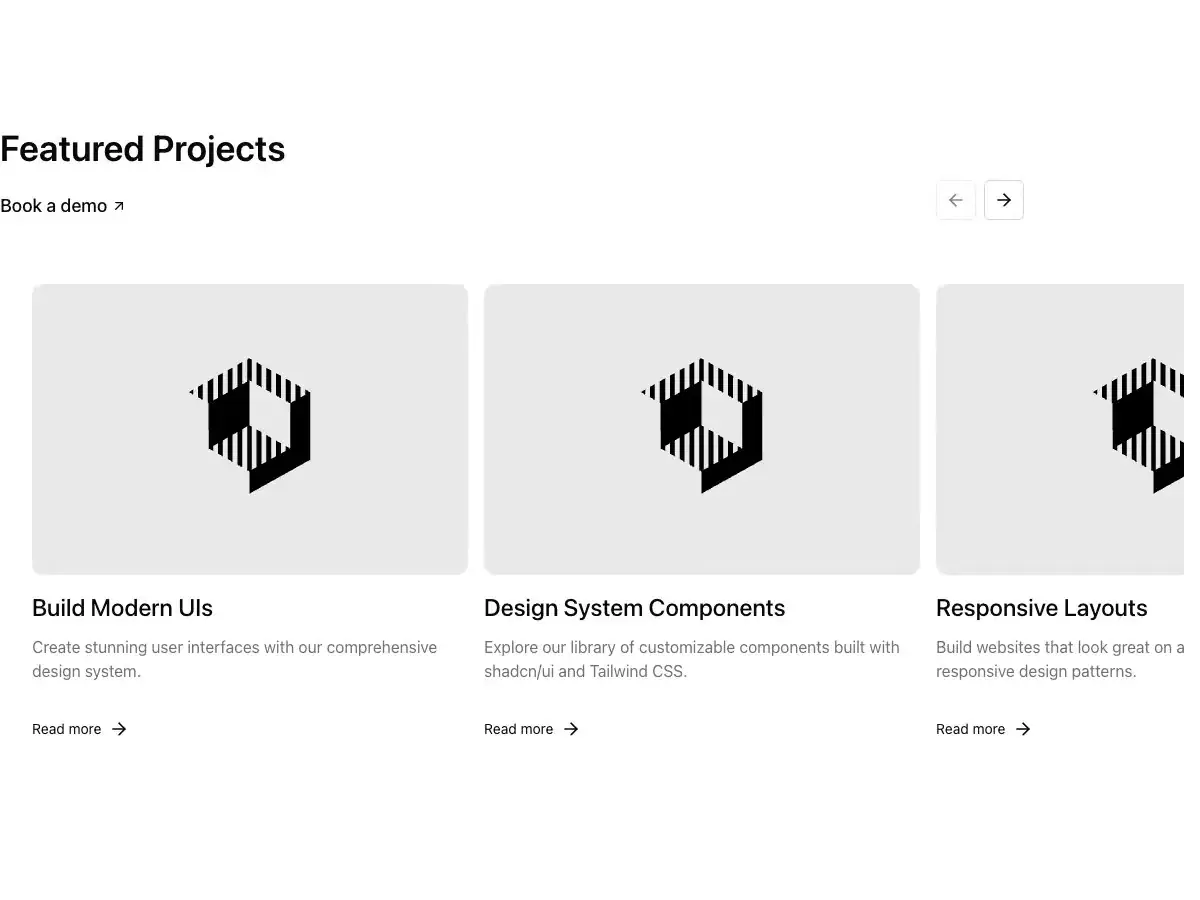 Featured Projects
Book a demo
Build Modern UIs
Create stunning user interfaces with our comprehensive
design system.
Read more
Design System Components
Explore our library of customizable components built with
shadcn/ui and Tailwind CSS.
Read more
Responsive Layouts
Build websites that look great on a
responsive design patterns.
Read more